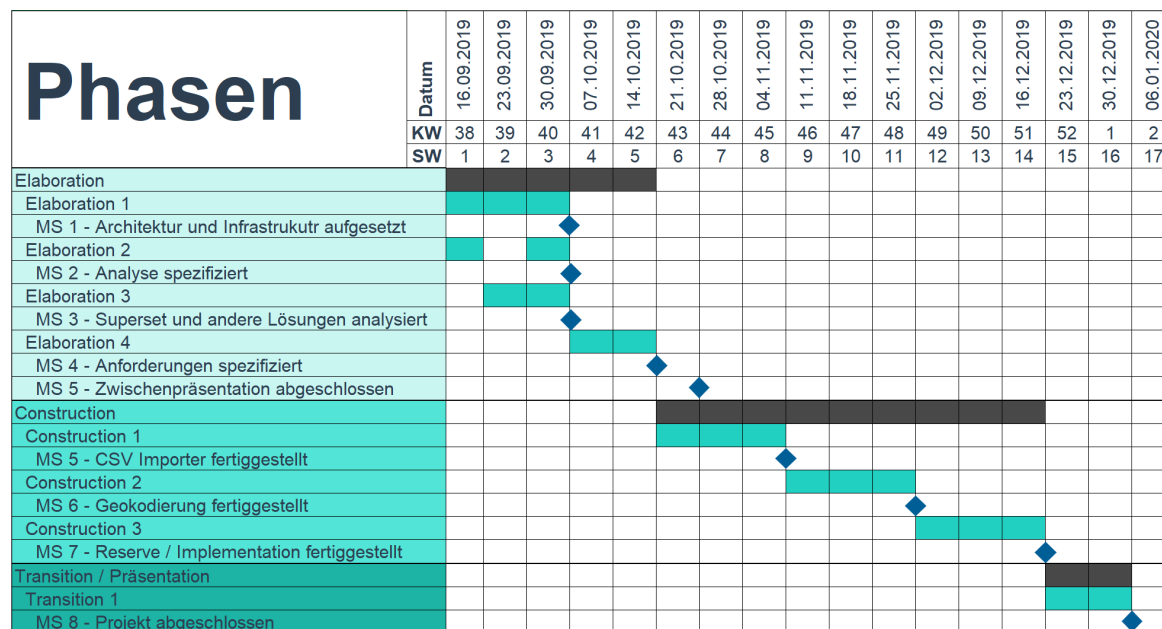 Phasen
Datum 16.09.2019 23.09.2019 30.09.2019 07.10.2019 14.10.2019 21.10.2019 28.10.2019 04.11.2019 11.11.2019 18.11.2019 25.11.2019 02.12.2019 09.12.2019 16.12.2019 23.12.2019 30.12.2019 06.01.2020
KW 38 39 40 41 42 43 44 45 46 47 48 49 50 51 52 1 2
SW 1 2 3 4 5 6 7 8 9 10 11 12 13 14 15 16 17
Elaboration
Elaboration 1
MS 1 - Architektur und Infrastrukutr aufgesetzt
Elaboration 2
MS 2 - Analyse spezifiziert
Elaboration 3
MS 3 - Superset und andere Lösungen analysiert
Elaboration 4
MS 4 - Anforderungen spezifiziert
MS 5 - Zwischenpräsentation abgeschlossen
Construction
Construction 1
MS 5 - CSV Importer fertiggestellt
Construction 2
MS 6 - Geokodierung fertiggestellt
Construction 3
MS 7 - Reserve / Implementation fertiggestellt
Transition / Präsentation
Transition 1
MS 8 - Projekt abgeschlossen